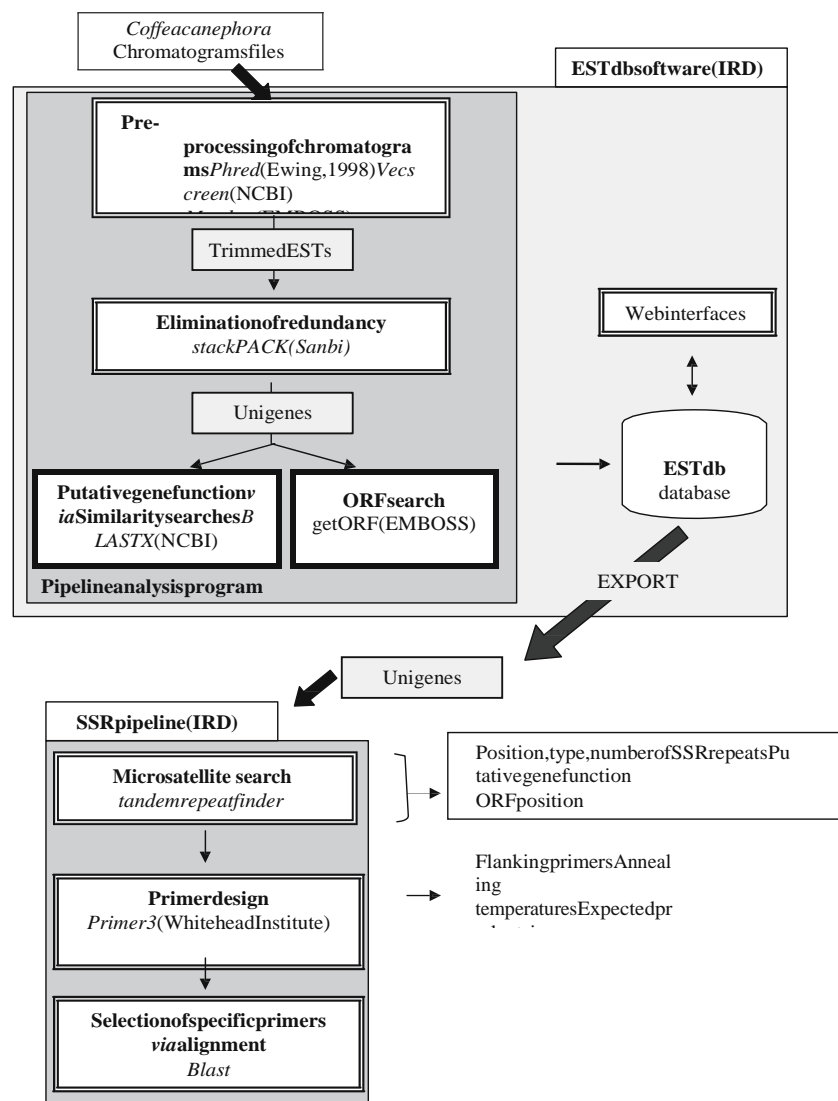 Coffeacanephora
Chromatogramsfiles
ESTdbsoftware(IRD)
Pre-
processingofchromatogra
msPhred(Ewing,1998)Vecs
creen(NCBI)
TrimmedESTs
Eliminationofredundancy
stackPACK(Sanbi)
Webinterfaces
Unigenes
Putativegenefunctionv
iaSimilaritysearchesB
LASTX(NCBI)
ORFsearch
getORF(EMBOSS)
ESTdb
database
Pipelineanalysisprogram
EXPORT
Unigenes
SSRpipeline(IRD)
Microsatellite search
tandemrepeatfinder
Position,type,numberofSSRrepeatsPu
tativegenefunction
ORFposition
Primerdesign
Primer3(WhiteheadInstitute)
FlankingprimersAnneal
ing
temperaturesExpectedpr
Selectionofspecificprimers
viaalignment
Blast